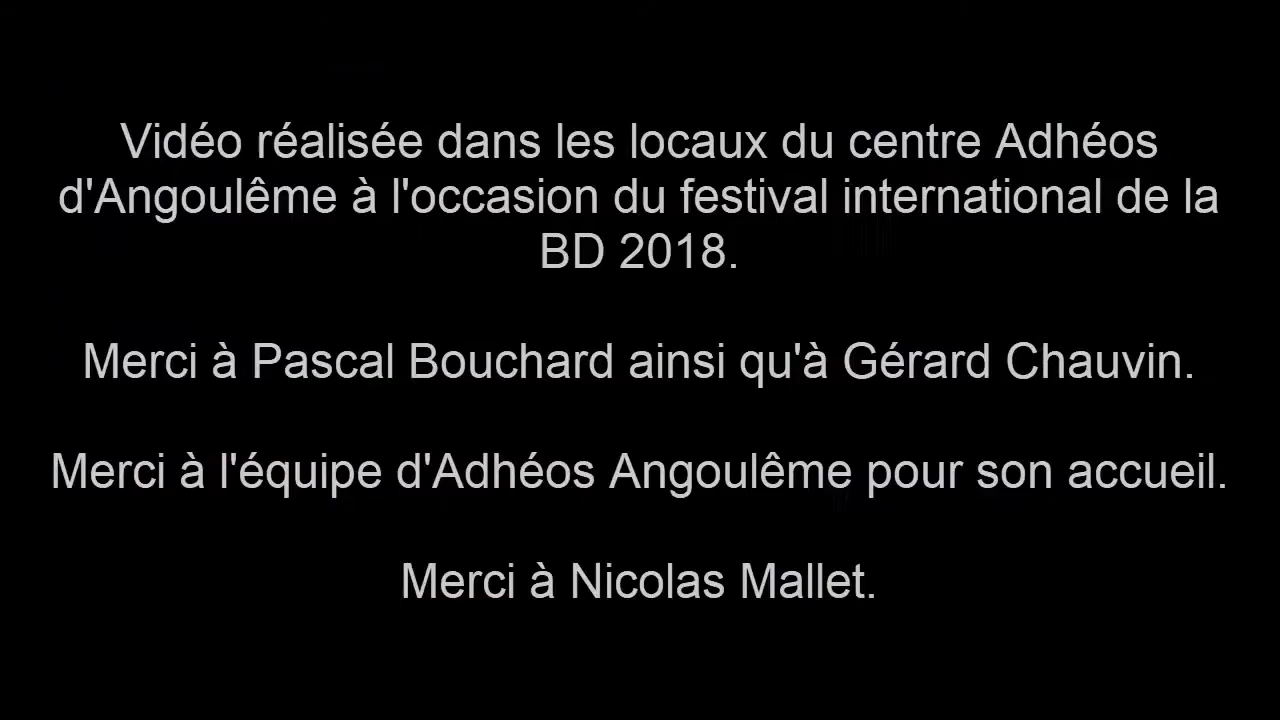 Vidéo réalisée dans les locaux du centre Adhéos
d'Angoulême à l'occasion du festival international de la
BD 2018.
Merci à Pascal Bouchard ainsi qu'à Gérard Chauvin.
Merci à l'équipe d'Adhéos Angoulême pour son accueil.
Merci à Nicolas Mallet.